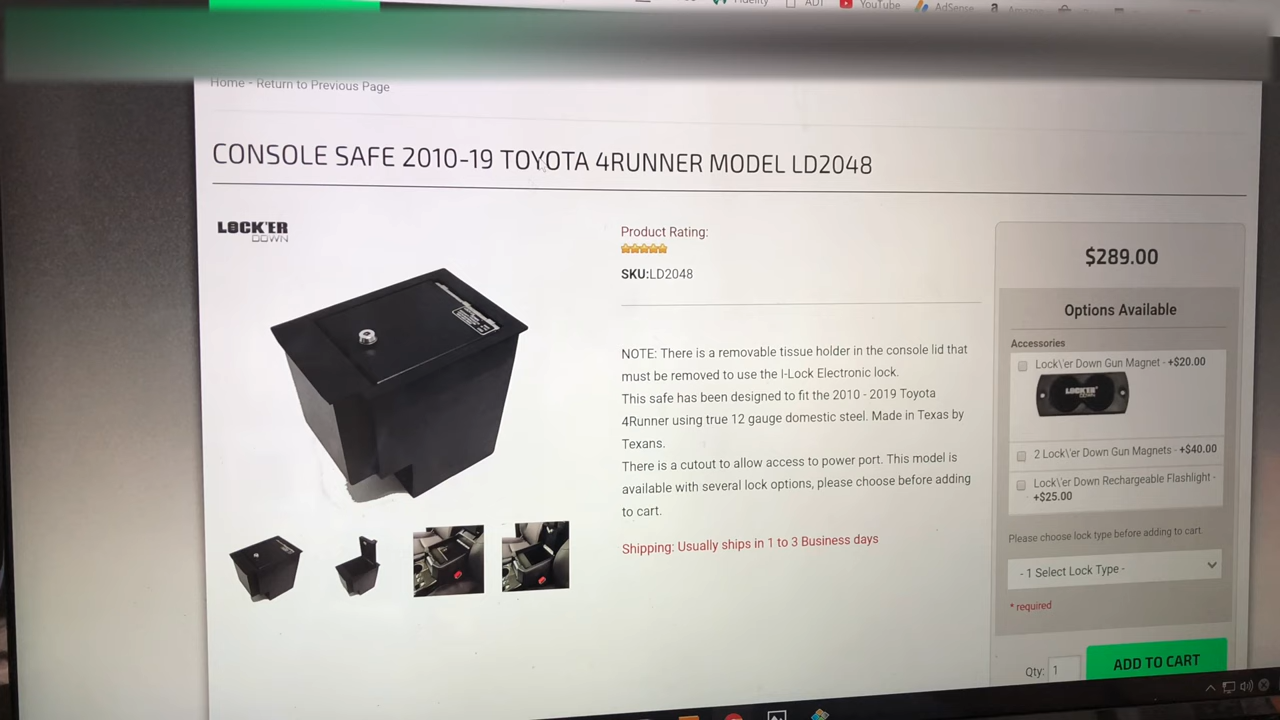 Fidelity
ADT
YouTube
AdSense
Home - Return to Previous Page
CONSOLE SAFE 2010-19 TOYOTA 4RUNNER MODEL LD2048
LOCK'ER
DOWN
Product Rating:
SKU:LD2048
NOTE: There is a removable tissue holder in the console lid that
must be removed to use the I-Lock Electronic lock.
This safe has been designed to fit the 2010 - 2019 Toyota
4Runner using true 12 gauge domestic steel. Made in Texas by
Texans.
There is a cutout to allow access to power port. This model is
available with several lock options, please choose before adding
to cart.
Shipping: Usually ships in 1 to 3 Business days
$289.00
Options Available
Accessories
Lock\'er Down Gun Magnet - +$20.00
LOCK'ER
DOWN
2 Lock\'er Down Gun Magnets - +$40.00
Lock\'er Down Rechargeable Flashlight -
+$25.00
Please choose lock type before adding to cart
- 1 Select Lock Type -
* required
Qty: 1
ADD TO CART